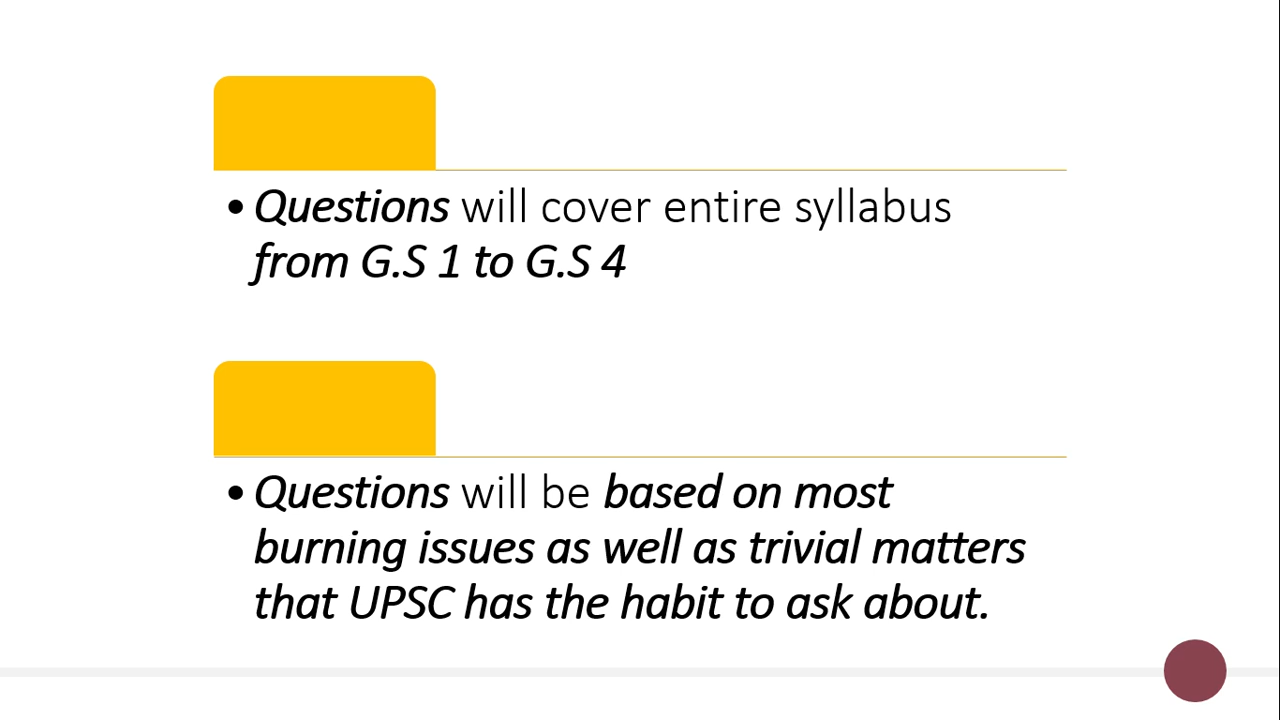 • Questions will cover entire syllabus
from G.S 1 to G.S 4
• Questions will be based on most
burning issues as well as trivial matters
that UPSC has the habit to ask about.